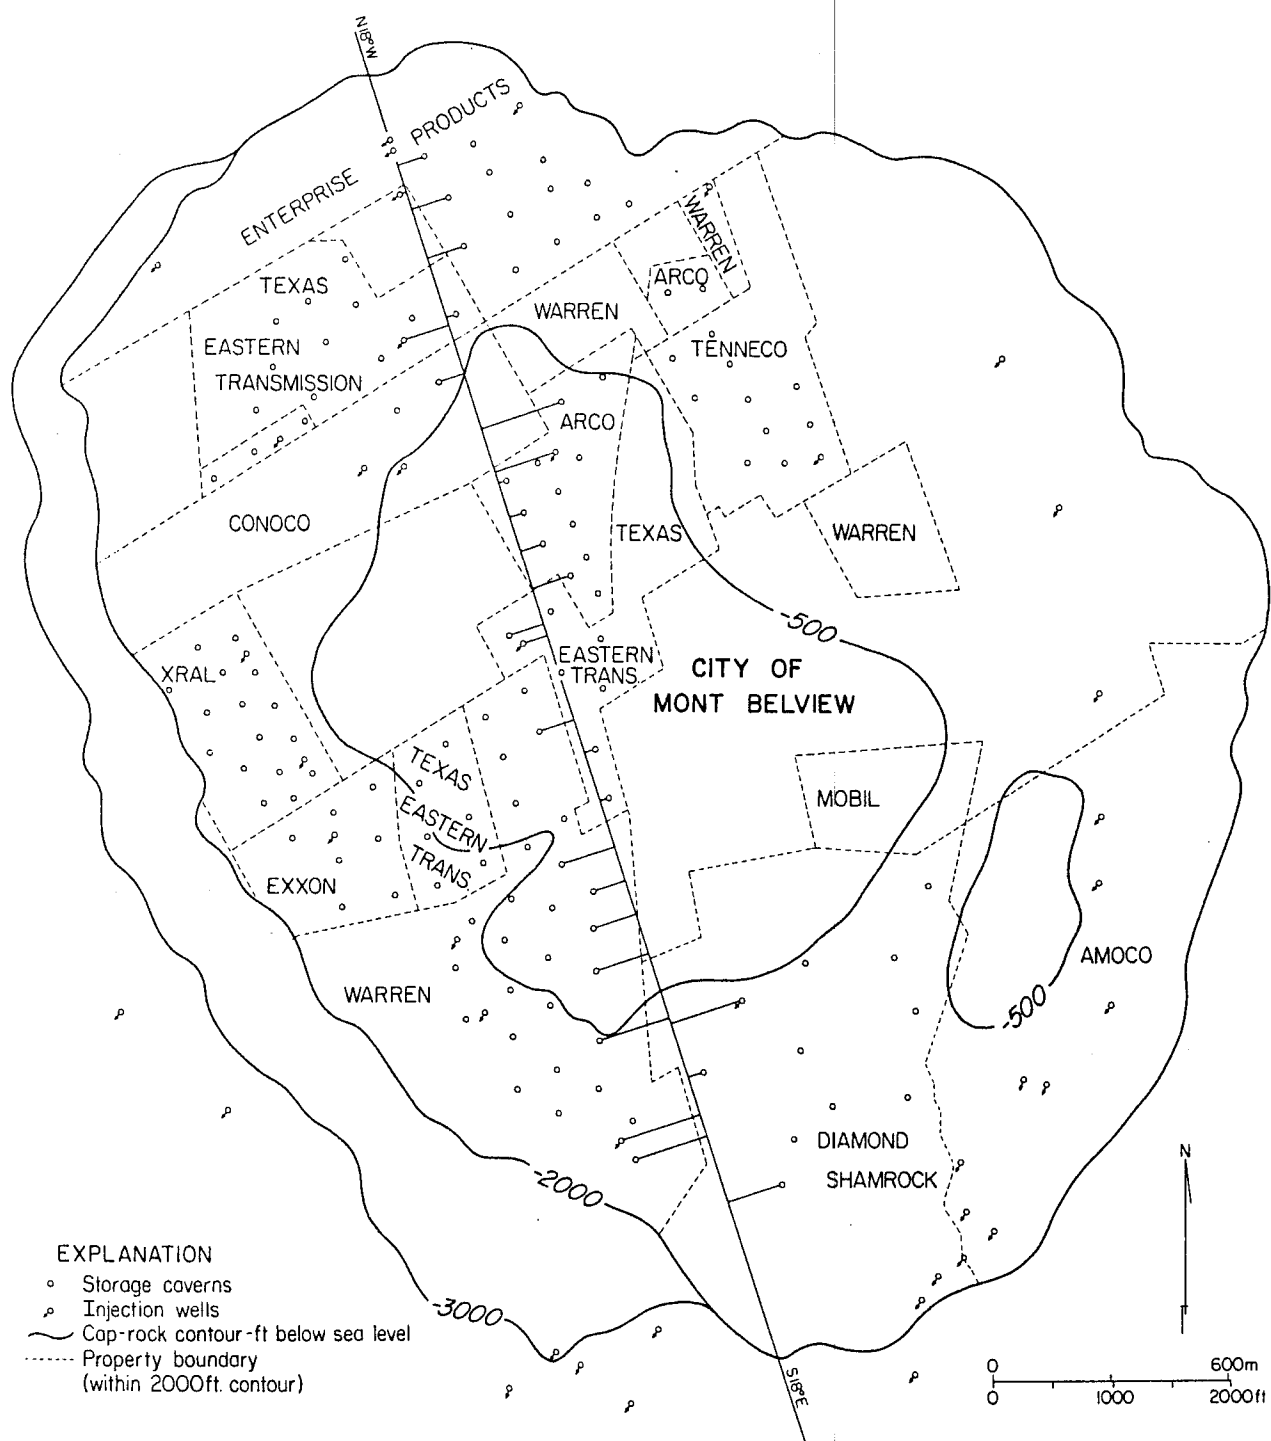 N18°W
ENTERPRISE PRODUCTS
WARREN
ARCO
TEXAS
EASTERN
TRANSMISSION
WARREN
TENNECO
ARCO
CONOCO
TEXAS
WARREN
-500
XRAL
EASTERN
TRANS.
CITY OF
MONT BELVIEW
TEXAS
EASTERN
TRANS.
MOBIL
EXXON
WARREN
AMOCO
-500
DIAMOND
SHAMROCK
-2000
-3000
N
EXPLANATION
Storage caverns
Injection wells
Cap-rock contour-ft below sea level
Property boundary
(within 2000ft. contour)
S18°E
0 600m
0 1000 2000ft